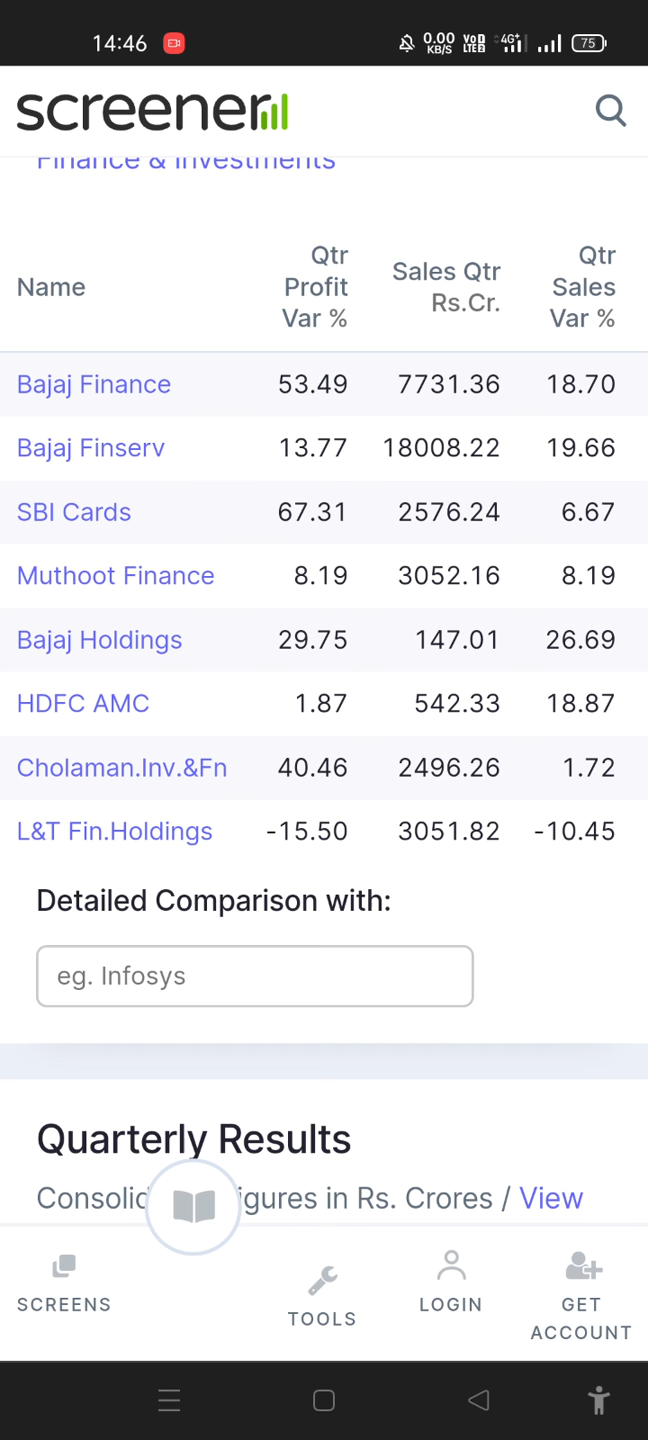 14:46 0.00 KB/S VoD LTE2 4G+ 75
screener
Finance & Investments
Name Qtr Profit Var % Sales Qtr Rs.Cr. Qtr Sales Var %
Bajaj Finance 53.49 7731.36 18.70
Bajaj Finserv 13.77 18008.22 19.66
SBI Cards 67.31 2576.24 6.67
Muthoot Finance 8.19 3052.16 8.19
Bajaj Holdings 29.75 147.01 26.69
HDFC AMC 1.87 542.33 18.87
Cholaman.Inv.&Fn 40.46 2496.26 1.72
L&T Fin.Holdings -15.50 3051.82 -10.45
Detailed Comparison with:
eg. Infosys
Quarterly Results
Consolid igures in Rs. Crores / View
SCREENS TOOLS LOGIN GET ACCOUNT